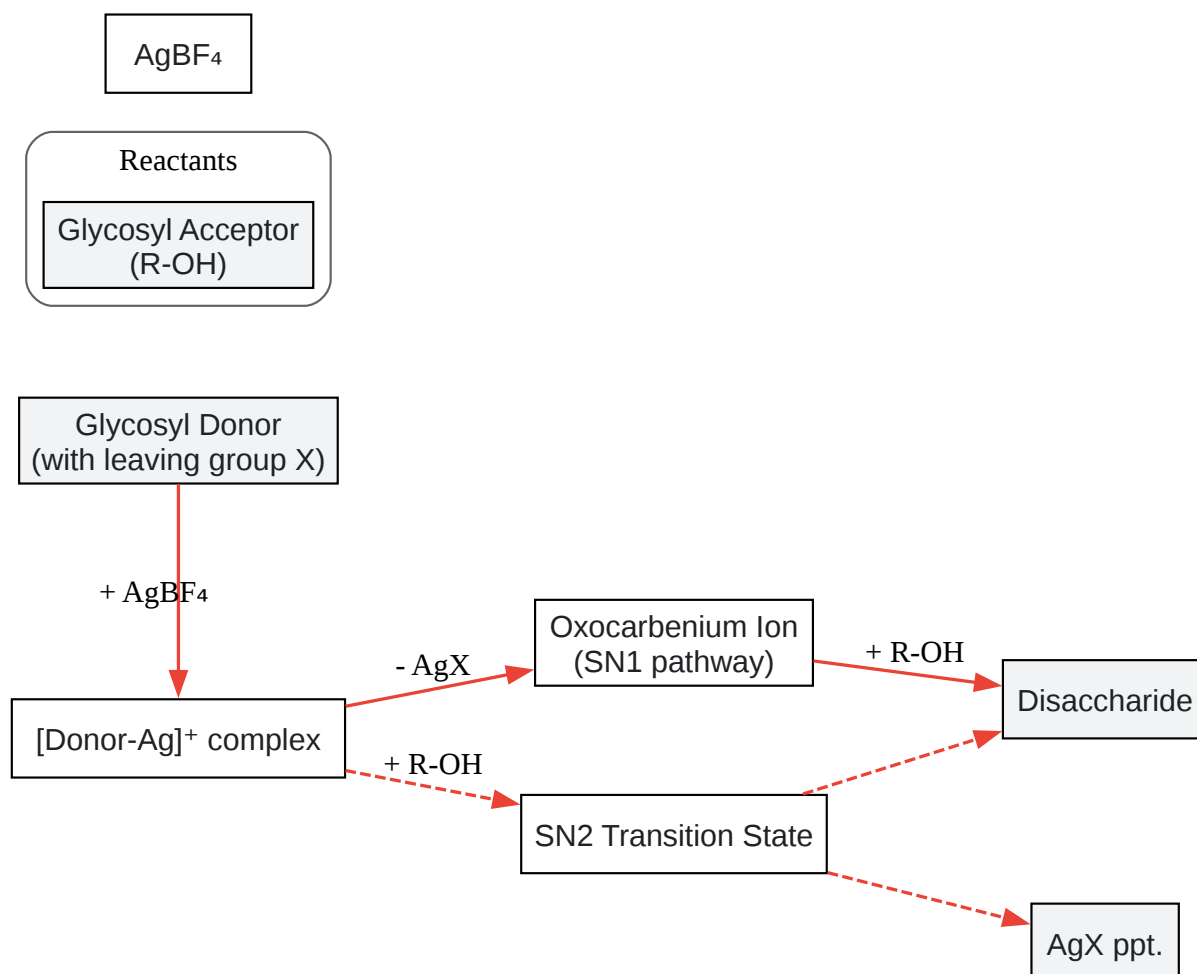 AgBF₄
Reactants
Glycosyl Acceptor
(R-OH)
Glycosyl Donor
(with leaving group X)
+ AgBF₄
[Donor-Ag]⁺ complex
- AgX
Oxocarbenium Ion
(SN1 pathway)
+ R-OH
Disaccharide
+ R-OH
SN2 Transition State
AgX ppt.